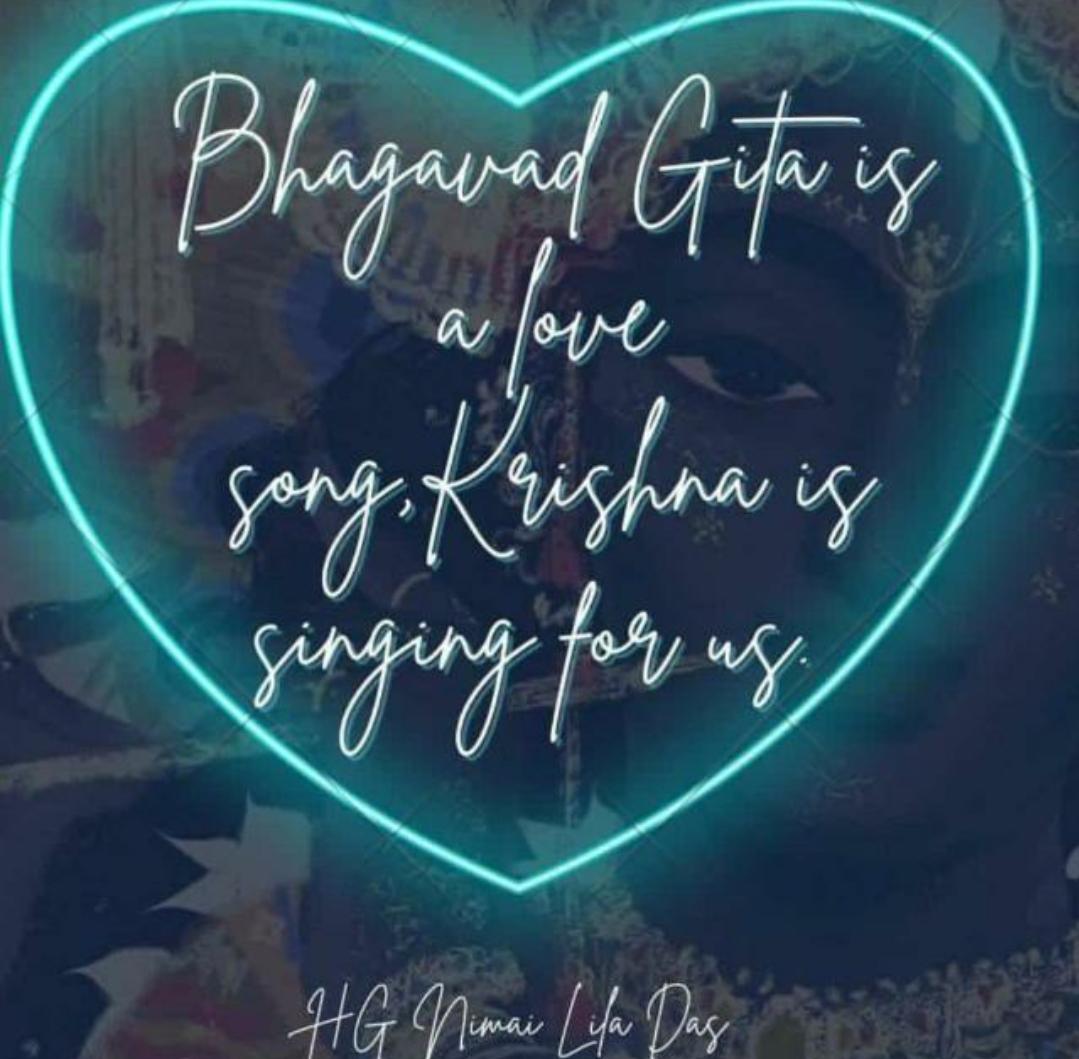 Bhagavad Gita is
a love
song,Krishna is
singing for us.
HG Nimai Lila Das